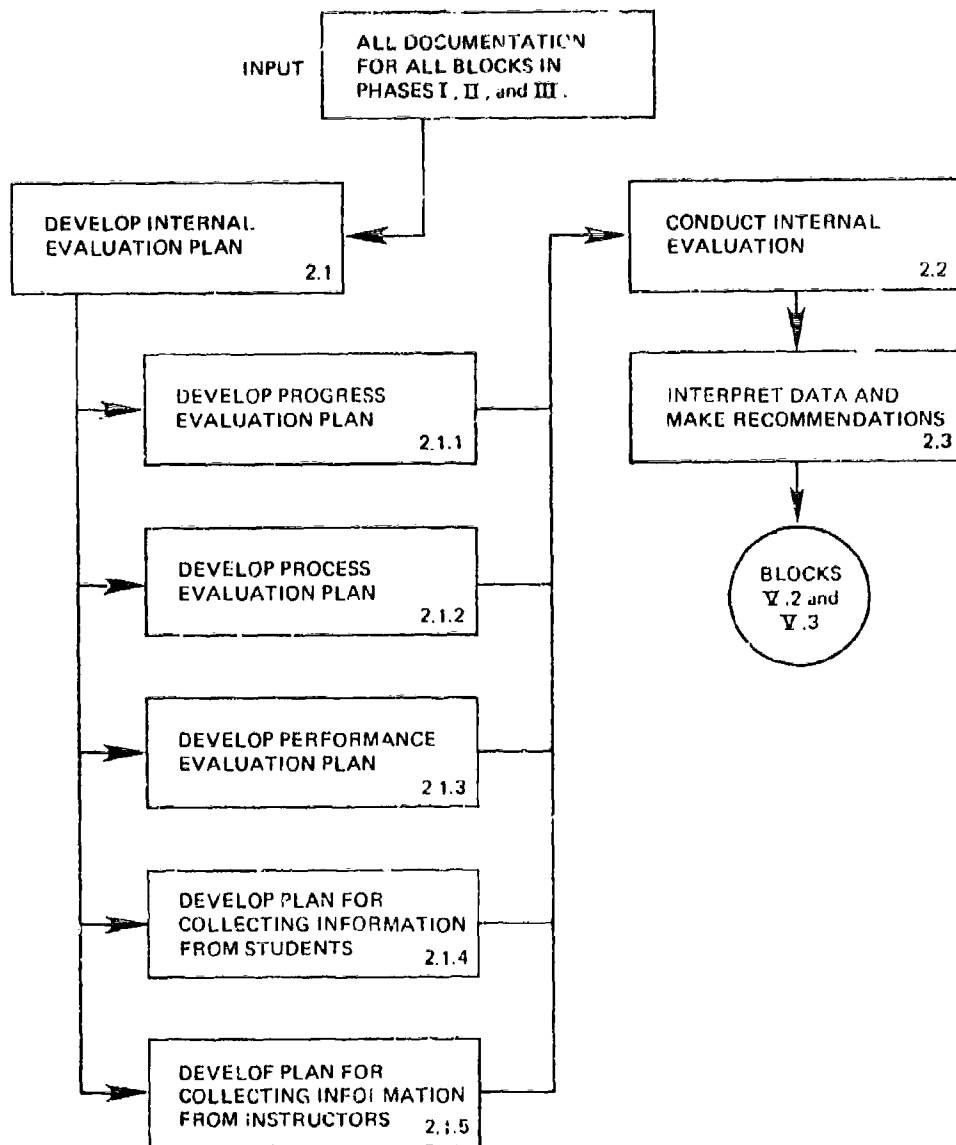 INPUT
ALL DOCUMENTATION
FOR ALL BLOCKS IN
PHASES I, II, and III.
DEVELOP INTERNAL
EVALUATION PLAN
2.1
DEVELOP PROGRESS
EVALUATION PLAN
2.1.1
DEVELOP PROCESS
EVALUATION PLAN
2.1.2
DEVELOP PERFORMANCE
EVALUATION PLAN
2.1.3
DEVELOP PLAN FOR
COLLECTING INFORMATION
FROM STUDENTS
2.1.4
DEVELOP PLAN FOR
COLLECTING INFORMATION
FROM INSTRUCTORS
2.1.5
CONDUCT INTERNAL
EVALUATION
2.2
INTERPRET DATA AND
MAKE RECOMMENDATIONS
2.3
BLOCKS
V.2 and
V.3